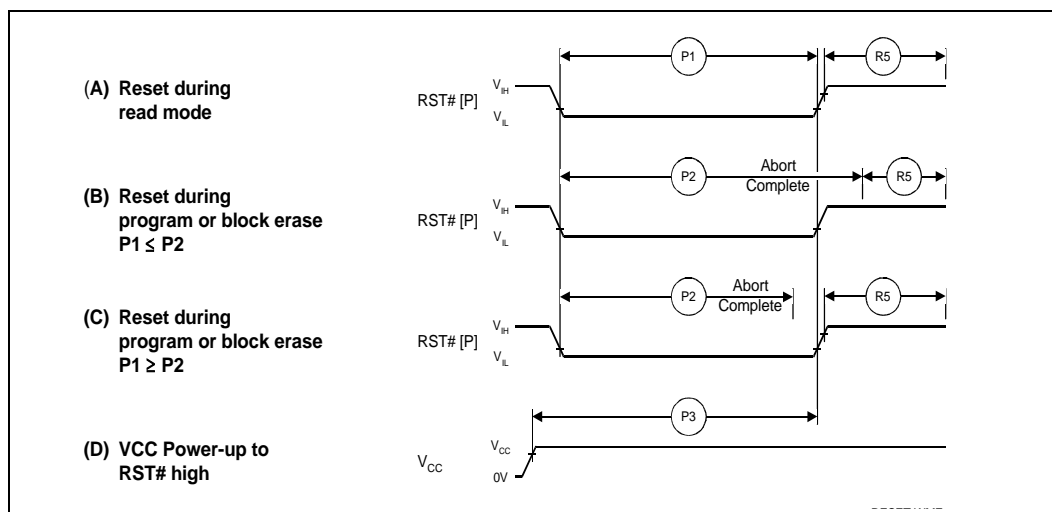 P1
R5
(A) Reset during
read mode
RST# [P]
VIH
VIL
P2
Abort
Complete
R5
(B) Reset during
program or block erase
P1 ≤ P2
RST# [P]
VIH
VIL
P2
Abort
Complete
R5
(C) Reset during
program or block erase
P1 ≥ P2
RST# [P]
VIH
VIL
P3
(D) VCC Power-up to
RST# high
VCC
VCC
0V